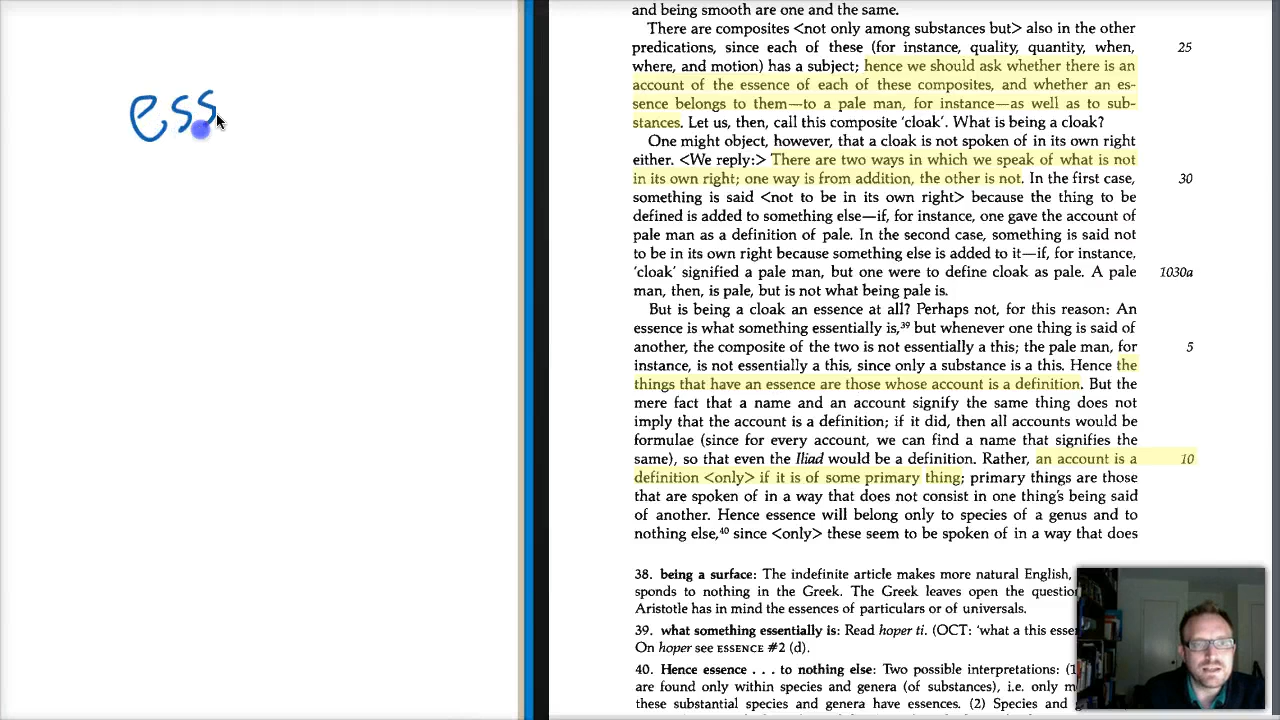 ess
and being smooth are one and the same.
There are composites <not only among substances but> also in the other
predications, since each of these (for instance, quality, quantity, when,
where, and motion) has a subject; hence we should ask whether there is an
account of the essence of each of these composites, and whether an es-
sence belongs to them—to a pale man, for instance—as well as to sub-
stances. Let us, then, call this composite 'cloak'. What is being a cloak?
One might object, however, that a cloak is not spoken of in its own right
either. <We reply:> There are two ways in which we speak of what is not
in its own right; one way is from addition, the other is not. In the first case,
something is said <not to be in its own right> because the thing to be
defined is added to something else—if, for instance, one gave the account of
pale man as a definition of pale. In the second case, something is said not
to be in its own right because something else is added to it—if, for instance,
'cloak' signified a pale man, but one were to define cloak as pale. A pale
man, then, is pale, but is not what being pale is.
But is being a cloak an essence at all? Perhaps not, for this reason: An
essence is what something essentially is,³⁹ but whenever one thing is said of
another, the composite of the two is not essentially a this; the pale man, for
instance, is not essentially a this, since only a substance is a this. Hence the
things that have an essence are those whose account is a definition. But the
mere fact that a name and an account signify the same thing does not
imply that the account is a definition; if it did, then all accounts would be
formulae (since for every account, we can find a name that signifies the
same), so that even the Iliad would be a definition. Rather, an account is a
definition <only> if it is of some primary thing; primary things are those
that are spoken of in a way that does not consist in one thing's being said
of another. Hence essence will belong only to species of a genus and to
nothing else,⁴⁰ since <only> these seem to be spoken of in a way that does
25
30
1030a
5
10
38. being a surface: The indefinite article makes more natural English,
sponds to nothing in the Greek. The Greek leaves open the
Aristotle has in mind the essences of particulars or of universals.
39. what something essentially is: Read hoper ti. (OCT: 'what a this
On hoper see ESSENCE #2 (d).
40. Hence essence . . . to nothing else: Two possible interpretations: (1
are found only within species and genera (of substances), i.e. only
these substantial species and genera have essences. (2) Species and